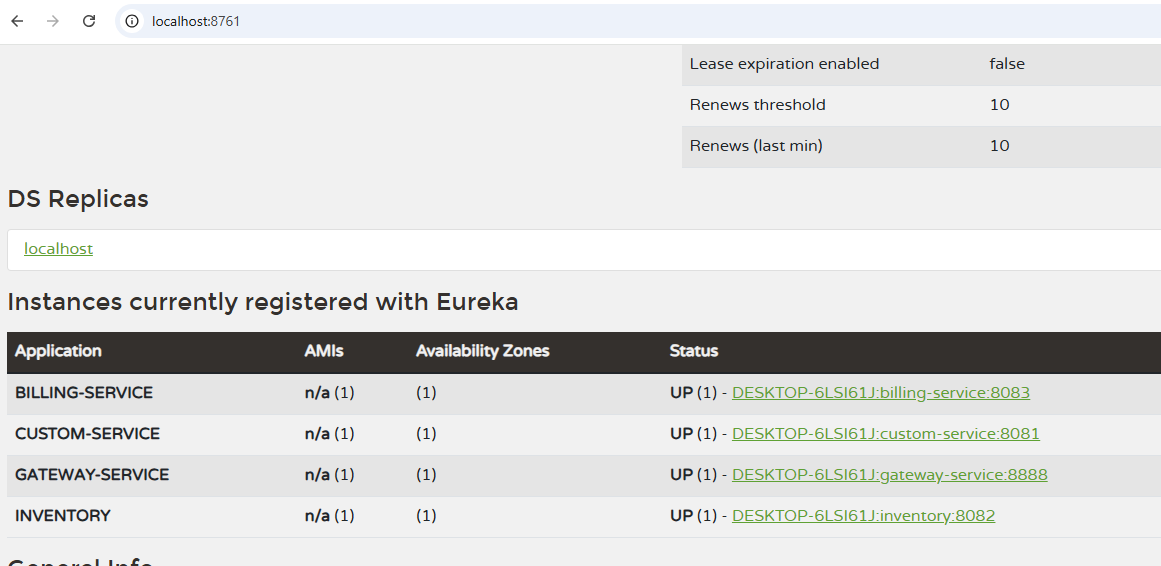 localhost:8761
Lease expiration enabled false
Renews threshold 10
Renews (last min) 10
DS Replicas
localhost
Instances currently registered with Eureka
Application AMIs Availability Zones Status
BILLING-SERVICE n/a (1) (1) UP (1) - DESKTOP-6LSI61J:billing-service:8083
CUSTOM-SERVICE n/a (1) (1) UP (1) - DESKTOP-6LSI61J:custom-service:8081
GATEWAY-SERVICE n/a (1) (1) UP (1) - DESKTOP-6LSI61J:gateway-service:8888
INVENTORY n/a (1) (1) UP (1) - DESKTOP-6LSI61J:inventory:8082
General Info